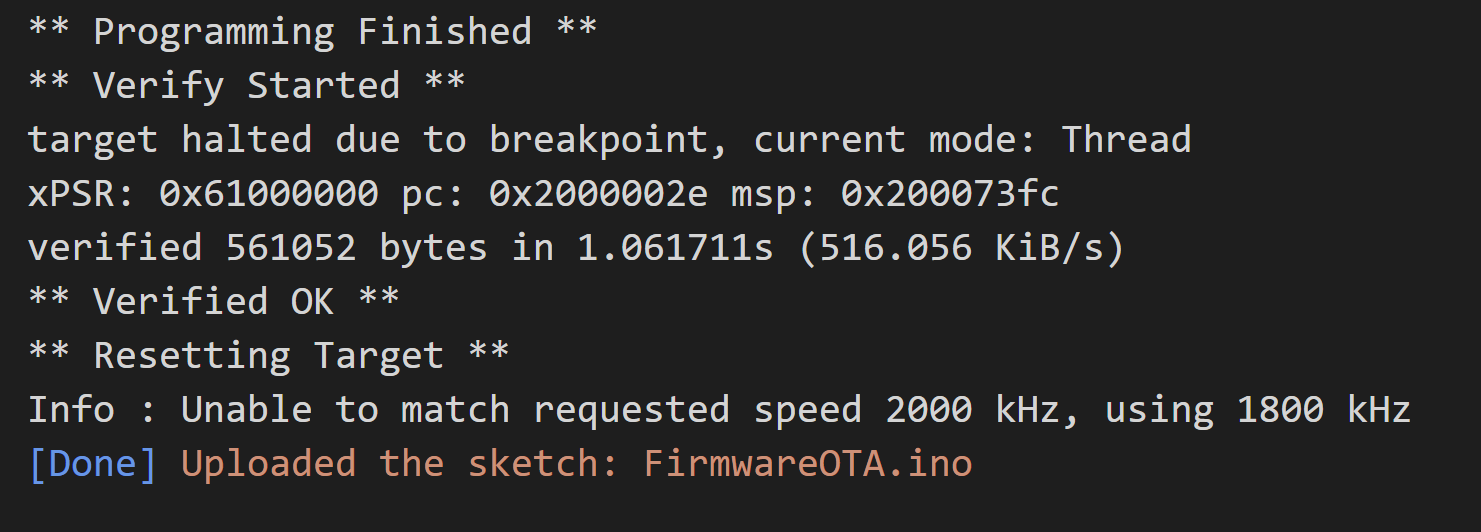 ** Programming Finished **
** Verify Started **
target halted due to breakpoint, current mode: Thread
xPSR: 0x61000000 pc: 0x2000002e msp: 0x200073fc
verified 561052 bytes in 1.061711s (516.056 KiB/s)
** Verified OK **
** Resetting Target **
Info : Unable to match requested speed 2000 kHz, using 1800 kHz
[Done] Uploaded the sketch: FirmwareOTA.ino